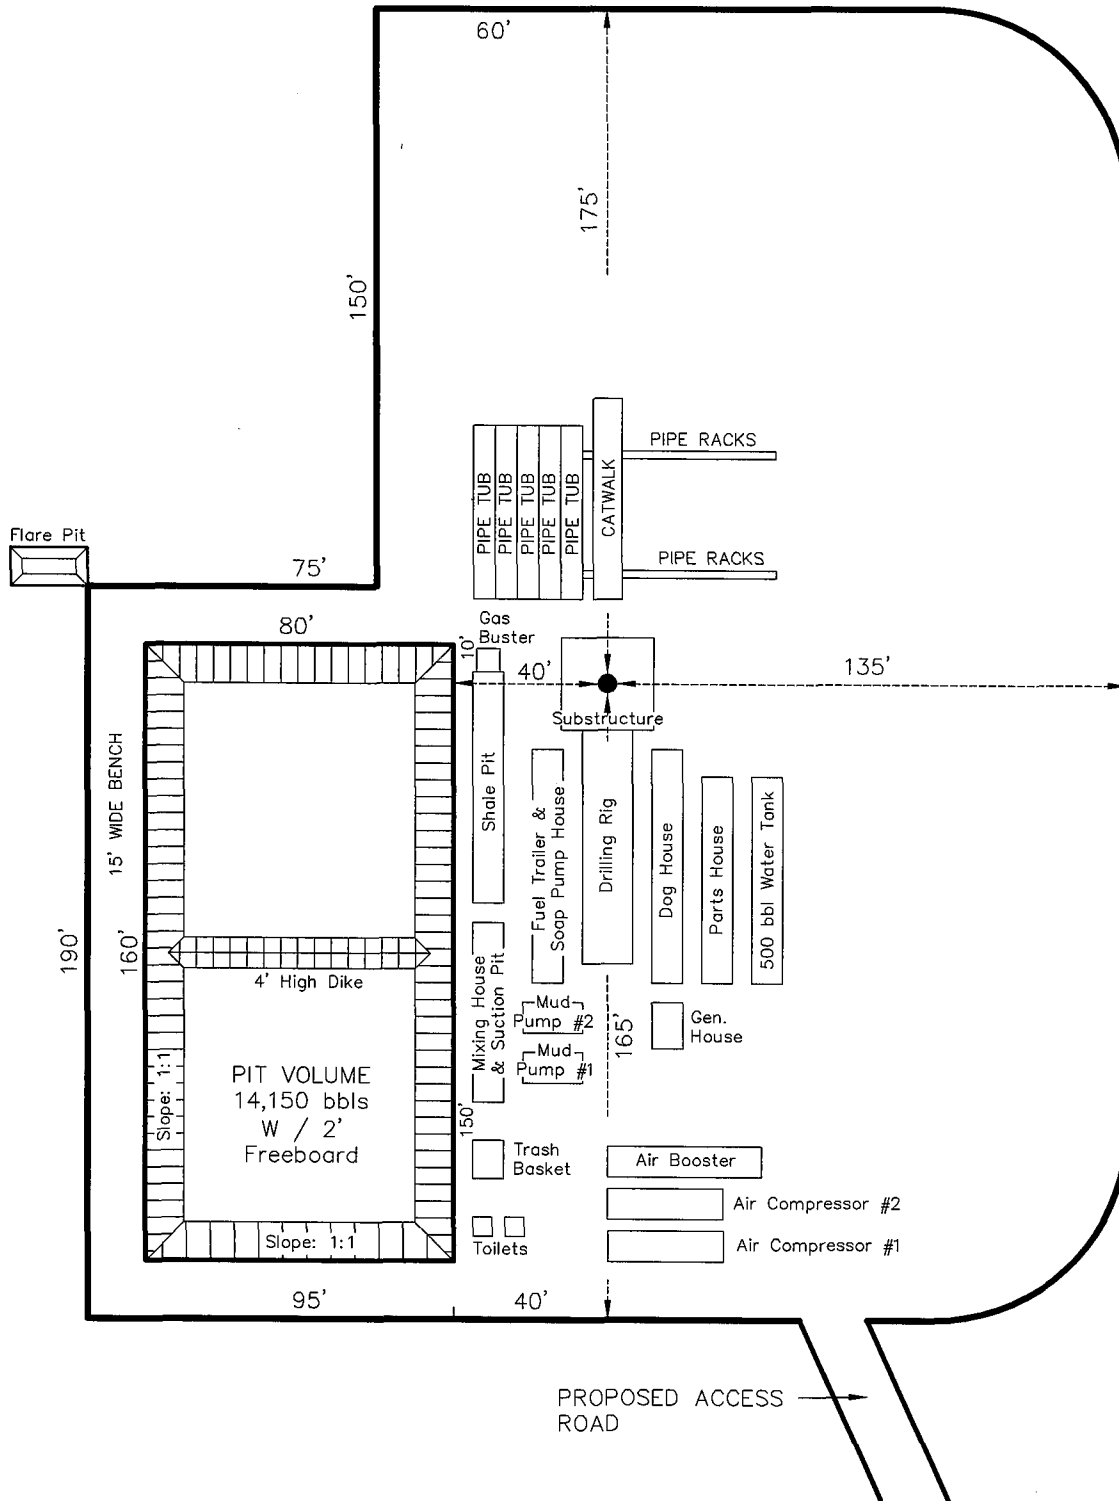 60'
175'
150'
PIPE RACKS
PIPE TUB
PIPE TUB
PIPE TUB
PIPE TUB
PIPE TUB
CATWALK
Flare Pit
PIPE RACKS
75'
80'
Gas
Buster
10'
40'
135'
Substructure
15' WIDE BENCH
Shale Pit
Fuel Trailer &
Soap Pump House
Drilling Rig
Dog House
Parts House
500 bbl Water Tank
190'
160'
4' High Dike
Mixing House
& Suction Pit
Mud
Pump #2
165'
Gen.
House
Mud
Pump #1
Slope: 1:1
PIT VOLUME
14,150 bbls
W / 2'
Freeboard
150'
Trash
Basket
Air Booster
Air Compressor #2
Slope: 1:1
Toilets
Air Compressor #1
95'
40'
PROPOSED ACCESS
ROAD